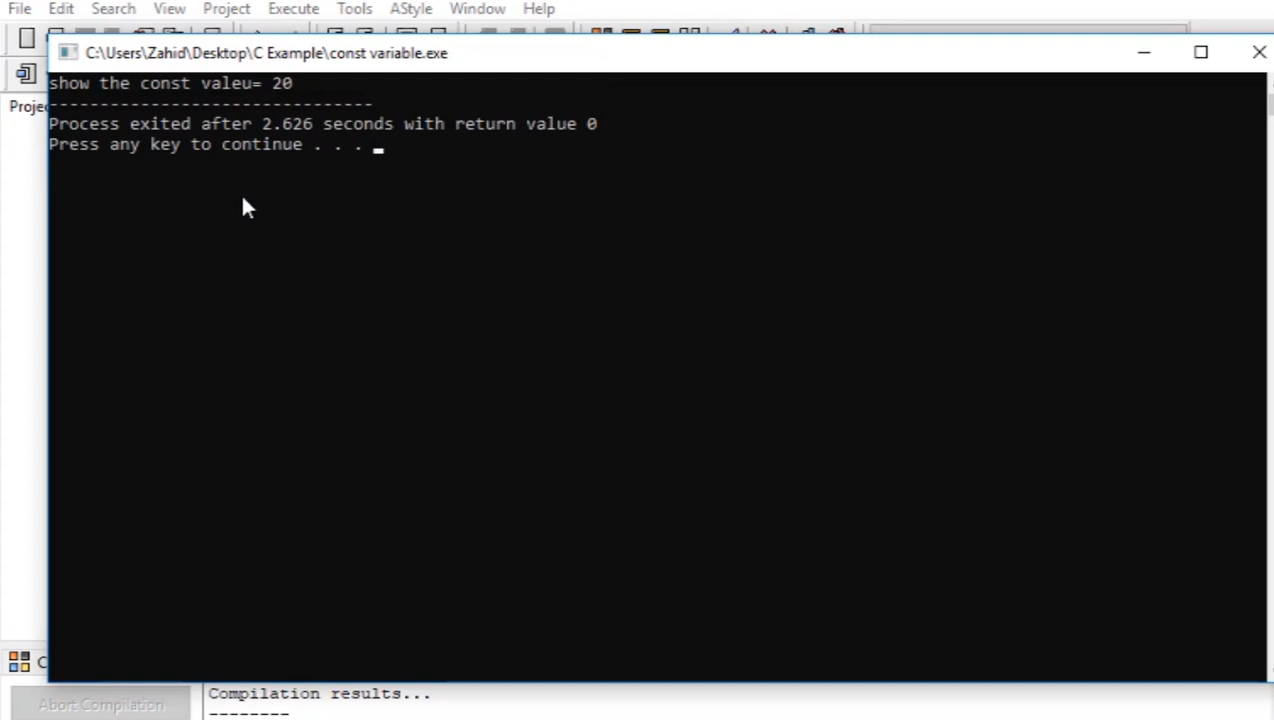 File Edit Search View Project Execute Tools AStyle Window Help
C:\Users\Zahid\Desktop\C Example\const variable.exe
show the const valeu= 20
--------------------------------
Process exited after 2.626 seconds with return value 0
Press any key to continue . . .
Abort Compilation
Compilation results...
--------